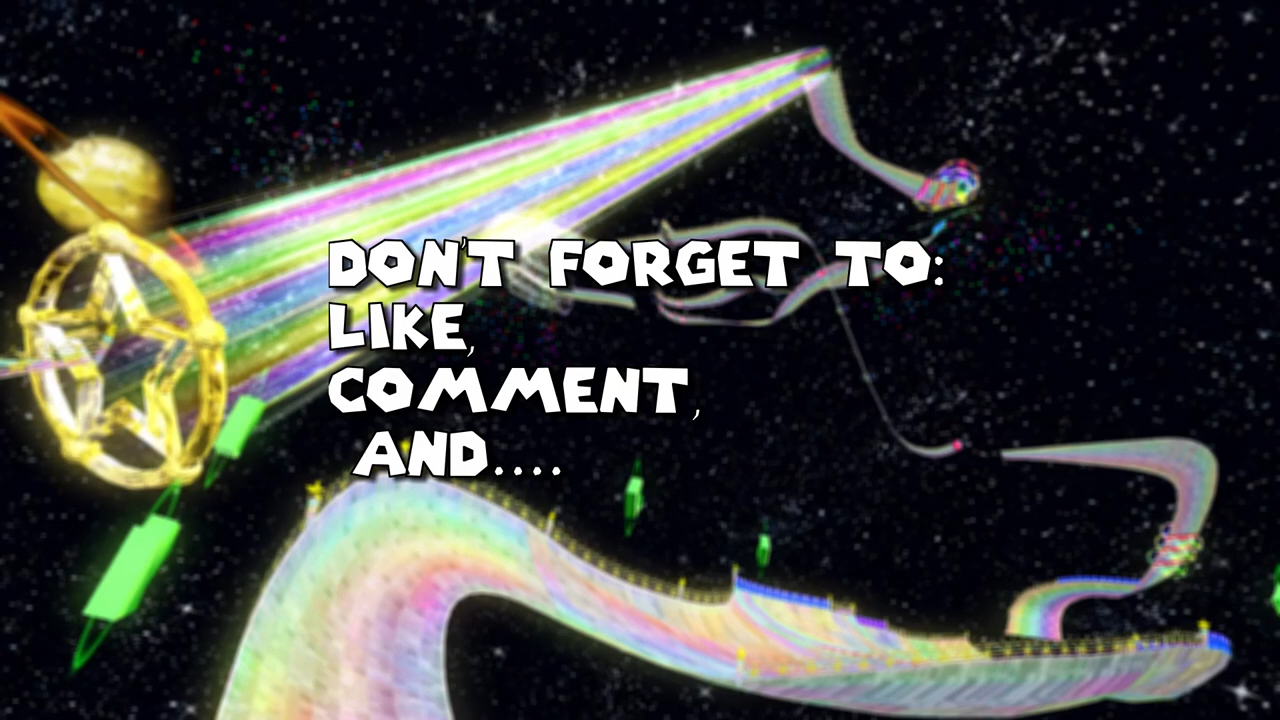 DON'T FORGET TO:
LIKE,
COMMENT,
AND....